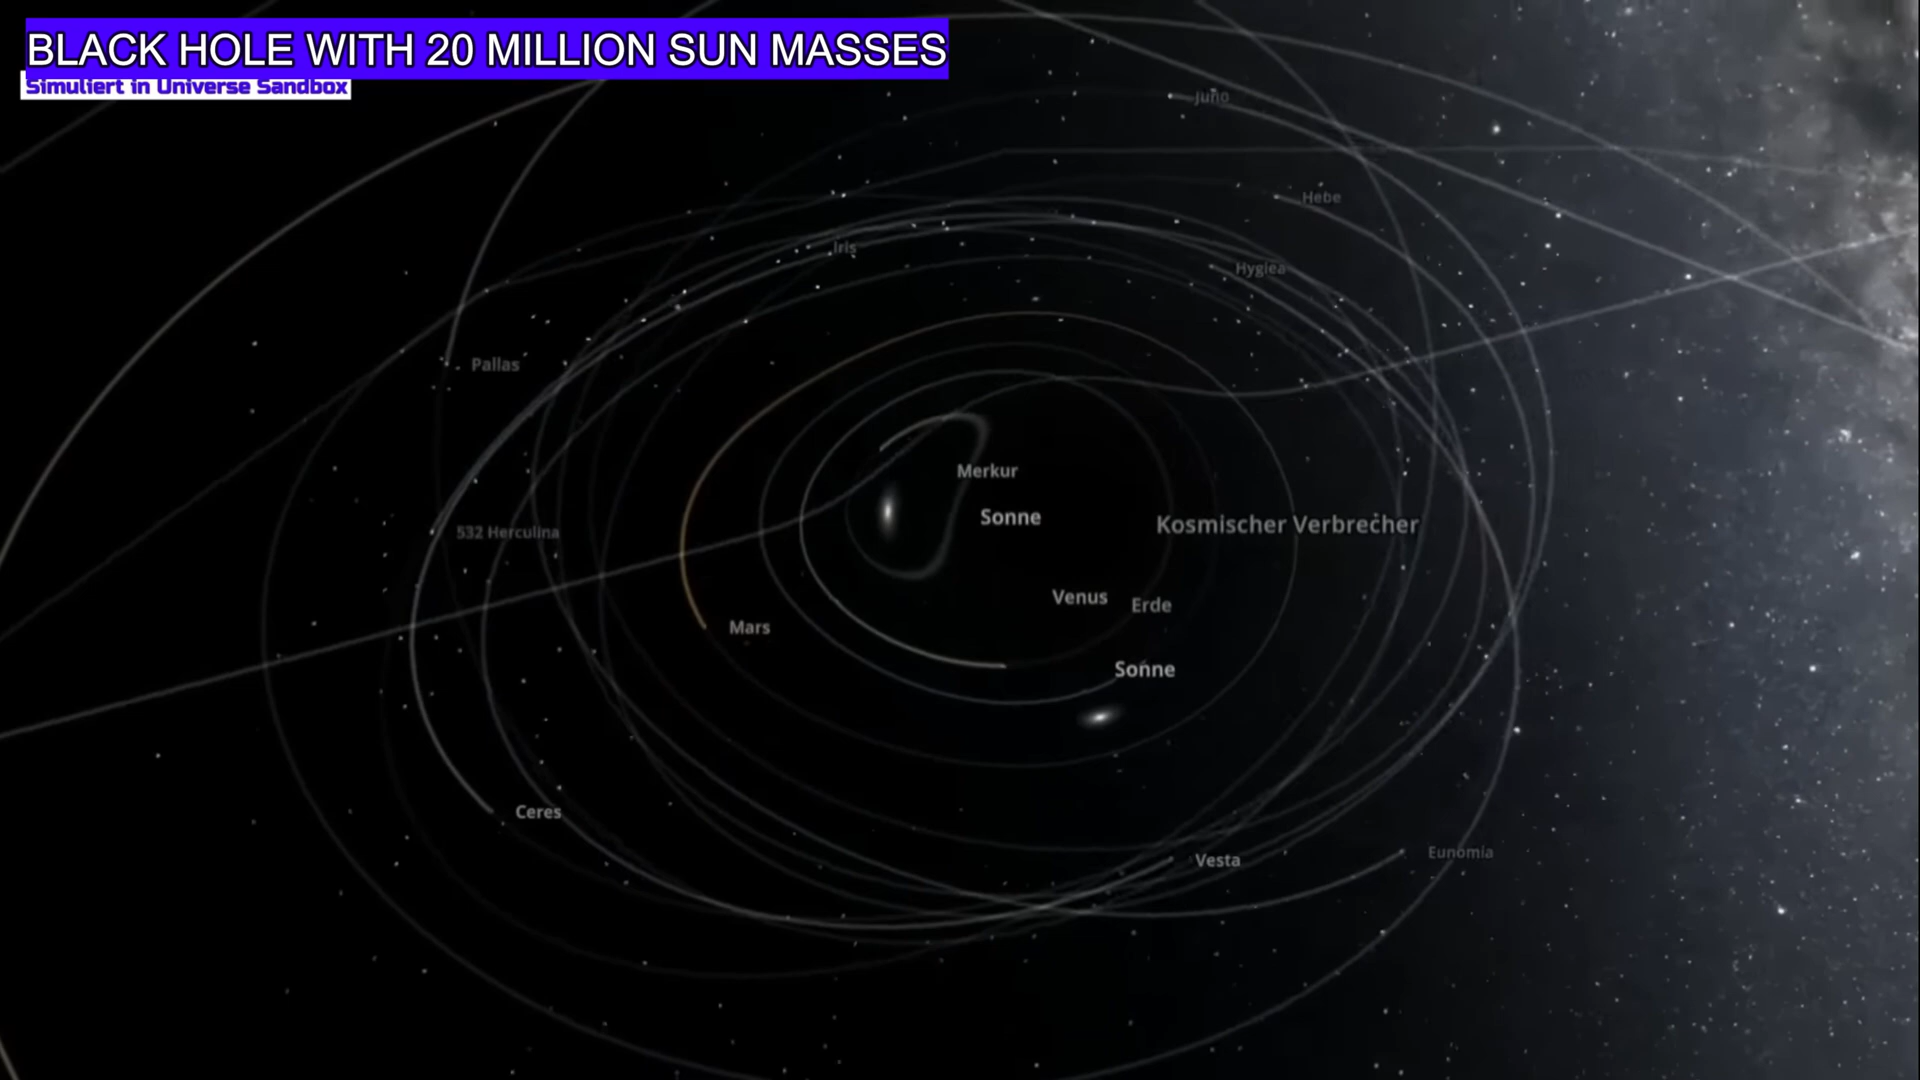 BLACK HOLE WITH 20 MILLION SUN MASSES
Simuliert in Universe Sandbox
Juno
Hebe
Iris
Hygiea
Pallas
Merkur
Sonne
Kosmischer Verbrecher
532 Herculina
Venus
Erde
Mars
Sonne
Ceres
Vesta
Eunomia